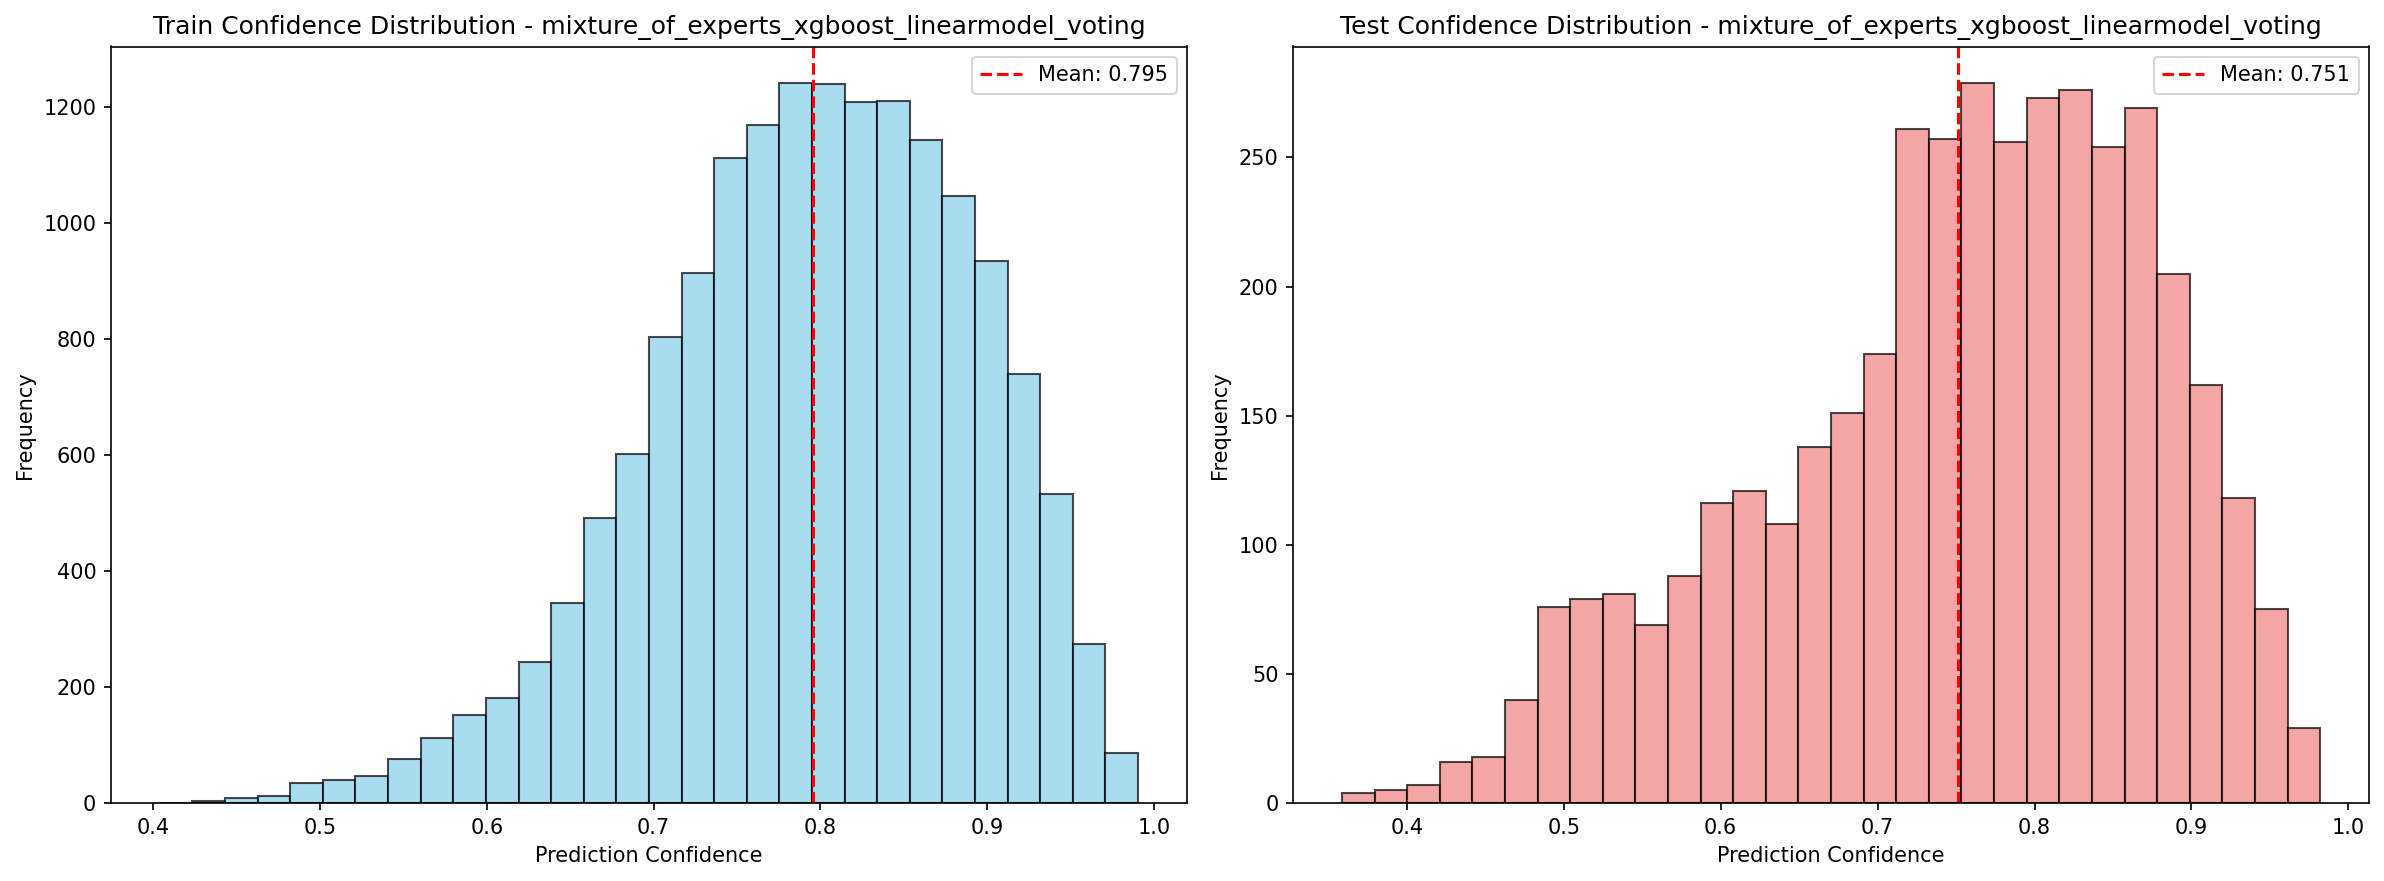 Train Confidence Distribution - mixture_of_experts_xgboost_linearmodel_voting
Mean: 0.795
1200
1000
800
600
400
200
0
Frequency
0.4 0.5 0.6 0.7 0.8 0.9 1.0
Prediction Confidence
Test Confidence Distribution - mixture_of_experts_xgboost_linearmodel_voting
Mean: 0.751
250
200
150
100
50
0
Frequency
0.4 0.5 0.6 0.7 0.8 0.9 1.0
Prediction Confidence